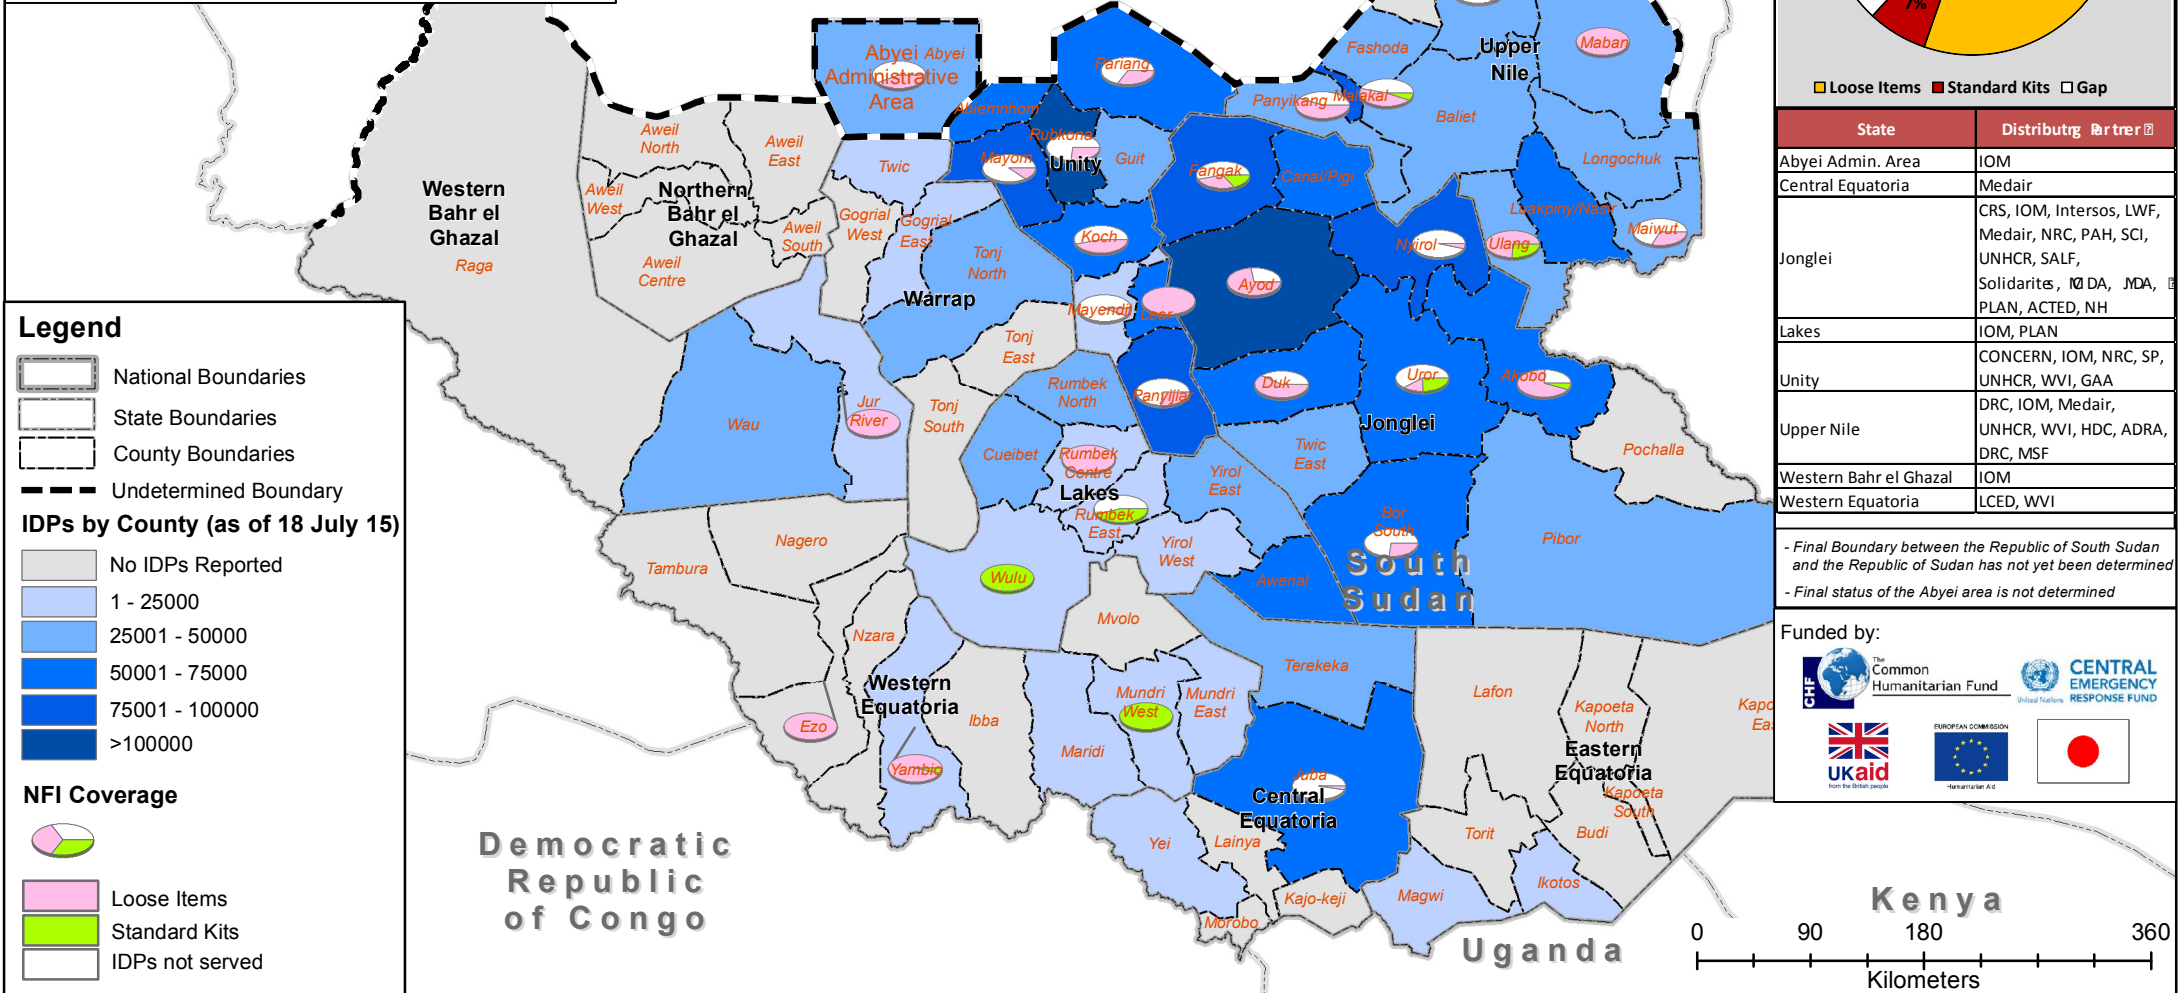 Abyei Abyei
Administrative
Area
Pariang
Abiemnhom
Rubkona
Mayom
Unity
Guit
Fashoda
Upper
Nile
Maban
Panyikang
Malakal
Baliet
Longochuk
Fangak
Canal/Pigi
Luakpiny/Nasir
Maiwut
Nyirol
Ulang
Aweil
North
Aweil
East
Aweil
West
Northern
Bahr el
Ghazal
Aweil
South
Aweil
Centre
Western
Bahr el
Ghazal
Raga
Twic
Gogrial
West
Gogrial
East
Tonj
North
Warrap
Koch
Mayendit
Leer
Ayod
Tonj
East
Rumbek
North
Panyijiar
Duk
Uror
Akobo
Jonglei
Pochalla
Wau
Jur
River
Tonj
South
Cueibet
Rumbek
Centre
Lakes
Rumbek
East
Yirol
East
Twic
East
Yirol
West
Bor
South
South
Sudan
Pibor
Awerial
Wulu
Tambura
Nagero
Nzara
Mvolo
Terekeka
Western
Equatoria
Ibba
Ezo
Yambio
Mundri
West
Mundri
East
Maridi
Juba
Central
Equatoria
Lafon
Kapoeta
North
Eastern
Equatoria
Kapoeta
South
Budi
Torit
Ikotos
Magwi
Yei
Lainya
Kajo-keji
Morobo
Democratic
Republic
of Congo
Uganda
Kenya
0 90 180 360
Kilometers
Legend
National Boundaries
State Boundaries
County Boundaries
Undetermined Boundary
IDPs by County (as of 18 July 15)
No IDPs Reported
1 - 25000
25001 - 50000
50001 - 75000
75001 - 100000
>100000
NFI Coverage
Loose Items
Standard Kits
IDPs not served
7%
Loose Items Standard Kits Gap
State
Abyei Admin. Area IOM
Central Equatoria Medair
Jonglei
CRS, IOM, Intersos, LWF,
Medair, NRC, PAH, SCI,
UNHCR, SALF,
PLAN, ACTED, NH
Lakes IOM, PLAN
Unity
CONCERN, IOM, NRC, SP,
UNHCR, WVI, GAA
Upper Nile
DRC, IOM, Medair,
UNHCR, WVI, HDC, ADRA,
DRC, MSF
Western Bahr el Ghazal IOM
Western Equatoria LCED, WVI
- Final Boundary between the Republic of South Sudan
and the Republic of Sudan has not yet been determined
- Final status of the Abyei area is not determined
Funded by:
CHF
The
Common
Humanitarian Fund
United Nations
CENTRAL
EMERGENCY
RESPONSE FUND
UKaid
from the British people
EUROPEAN COMMISSION
Humanitarian Aid